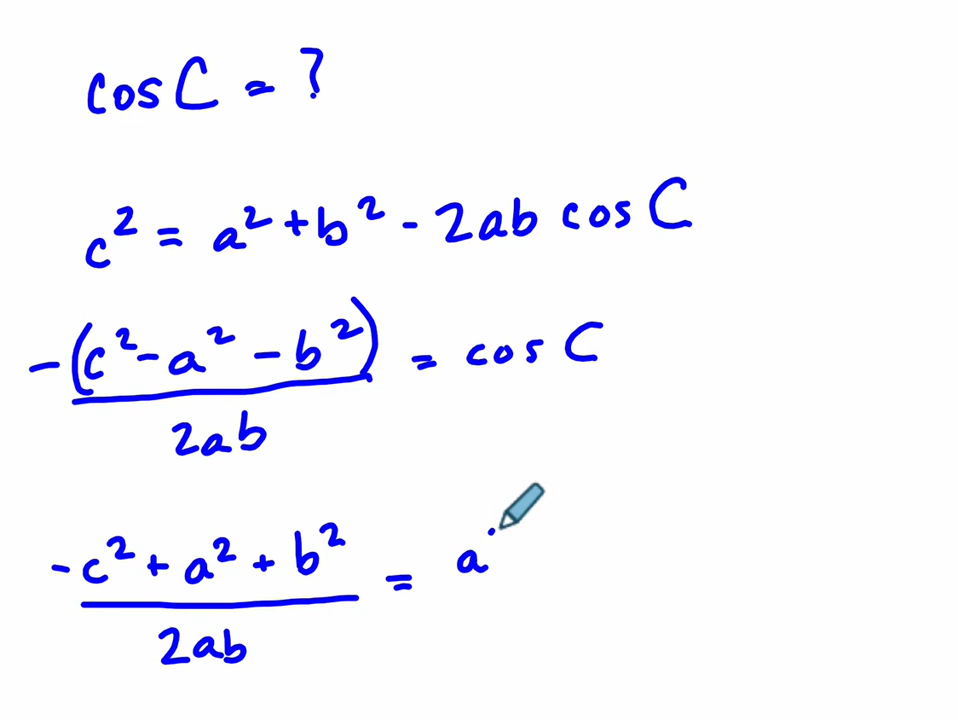 cos C = ?
c² = a² + b² - 2ab cos C
-(c² - a² - b²) / 2ab = cos C
-c² + a² + b² / 2ab = a